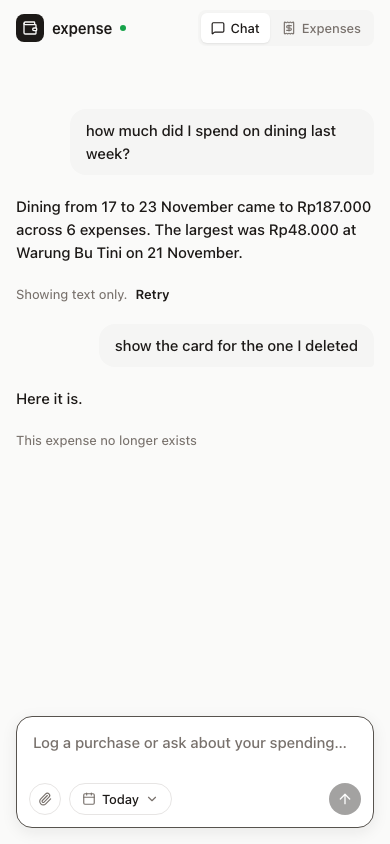 expense
Chat
Expenses
how much did I spend on dining last
week?
Dining from 17 to 23 November came to Rp187.000
across 6 expenses. The largest was Rp48.000 at
Warung Bu Tini on 21 November.
Showing text only. Retry
show the card for the one I deleted
Here it is.
This expense no longer exists
Log a purchase or ask about your spending...
Today